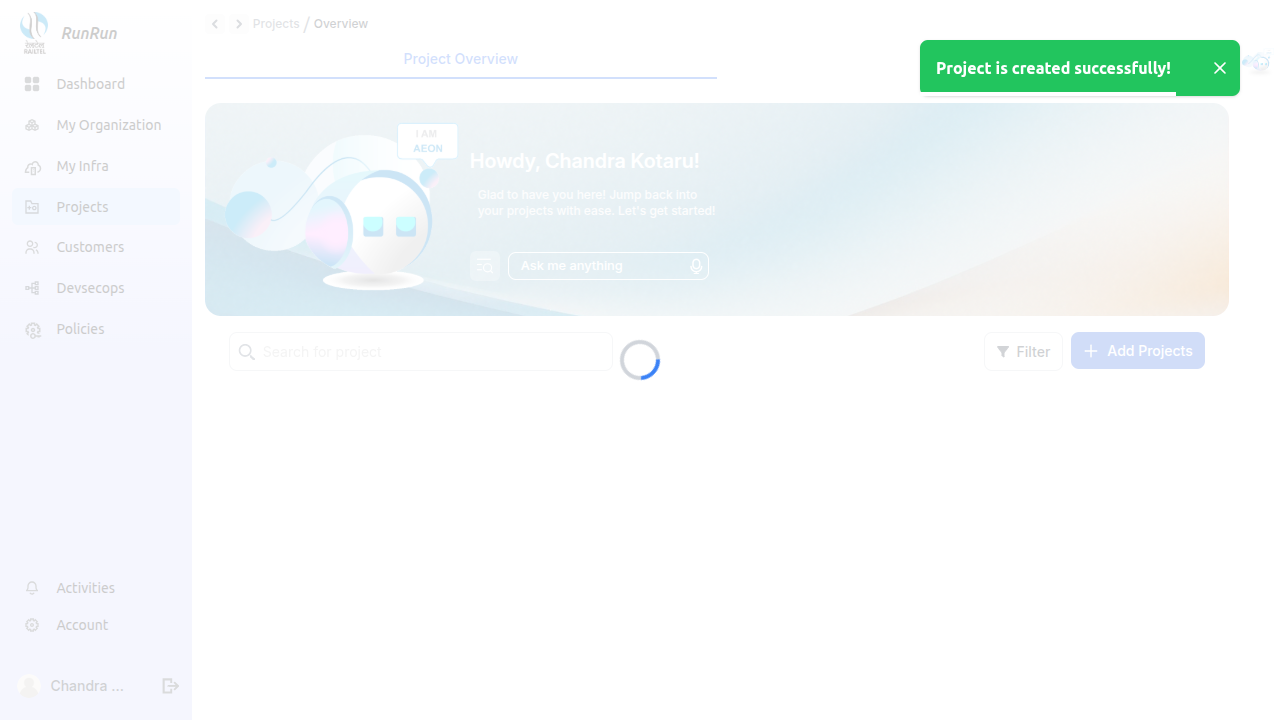 RunRun
RAILTEL
Dashboard
My Organization
My Infra
Projects
Customers
Devsecops
Policies
Activities
Account
Chandra ...
Projects / Overview
Project Overview
Project is created successfully!
I AM
AEON
Howdy, Chandra Kotaru!
Glad to have you here! Jump back into
your projects with ease. Let's get started!
Ask me anything
Search for project
Filter
Add Projects